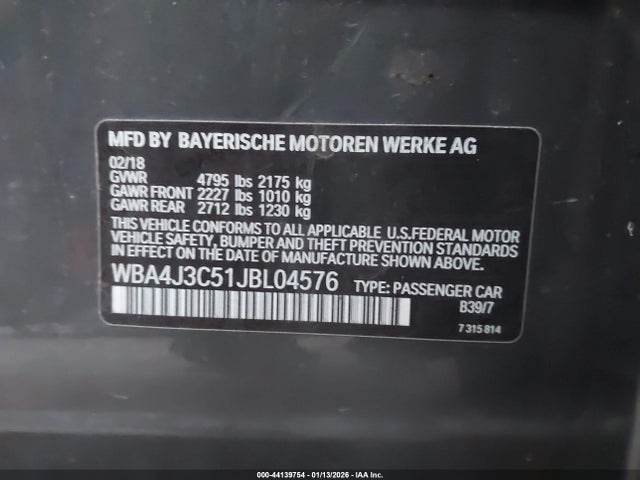 MFD BY BAYERISCHE MOTOREN WERKE AG
02/18
GVWR 4795 lbs 2175 kg
GAWR FRONT 2227 lbs 1010 kg
GAWR REAR 2712 lbs 1230 kg
THIS VEHICLE CONFORMS TO ALL APPLICABLE U.S.FEDERAL MOTOR
VEHICLE SAFETY, BUMPER AND THEFT PREVENTION STANDARDS
IN EFFECT ON THE DATE OF MANUFACTURE SHOWN ABOVE.
WBA4J3C51JBL04576 TYPE: PASSENGER CAR
B39/7
7 315 814
000-44139754 - 01/13/2026 - IAA Inc.